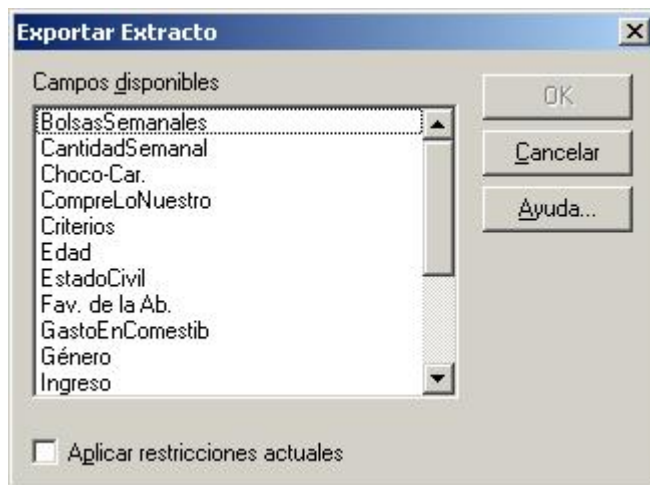 Exportar Extracto
Campos disponibles
BolsasSemanales
CantidadSemanal
Choco-Car.
CompreLoNuestro
Criterios
Edad
EstadoCivil
Fav. de la Ab.
GastoEnComestib
Género
Ingreso
OK
Cancelar
Ayuda...
Aplicar restricciones actuales